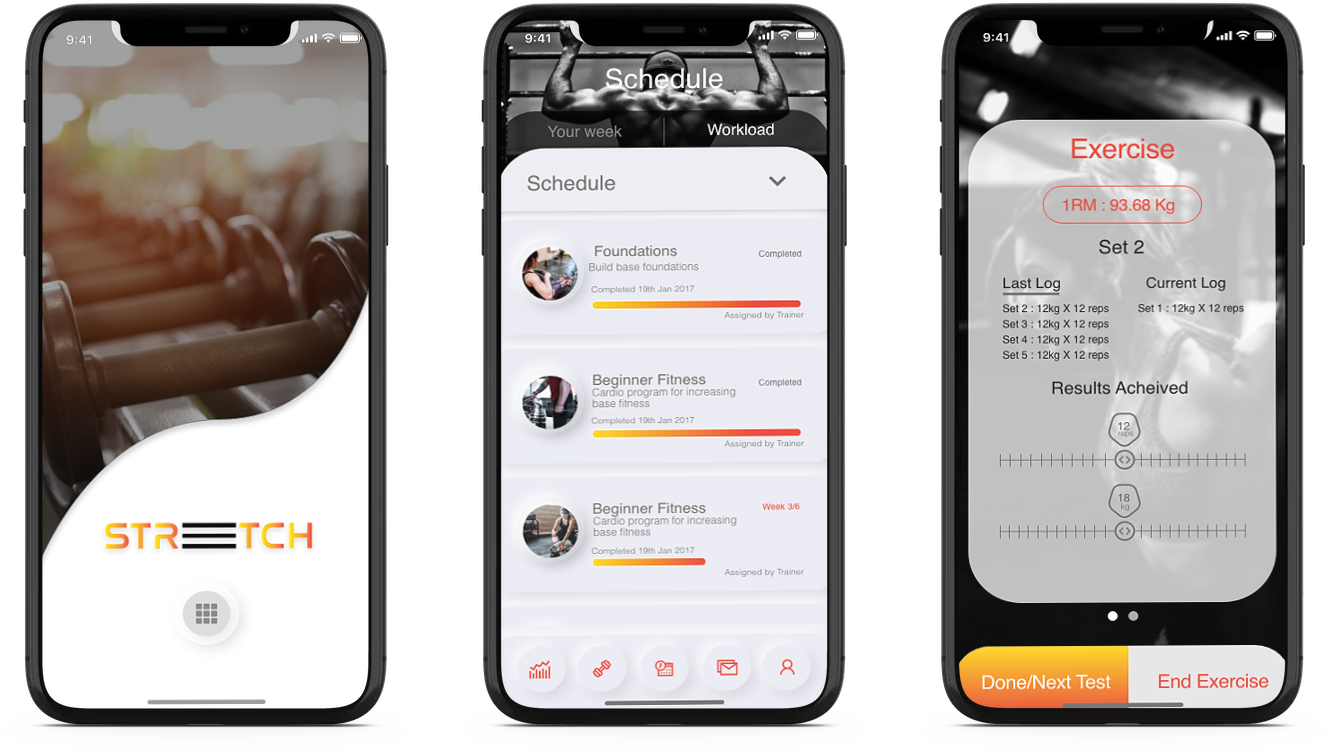 9:41
STRETCH
9:41
Schedule
Your week
Workload
Schedule
Foundations
Completed
Build base foundations
Completed 19th Jan 2017
Assigned by Trainer
Beginner Fitness
Completed
Cardio program for increasing
base fitness
Completed 19th Jan 2017
Assigned by Trainer
Beginner Fitness
Week 3/6
Cardio program for increasing
base fitness
Completed 19th Jan 2017
Assigned by Trainer
9:41
Exercise
1RM : 93.68 Kg
Set 2
Last Log
Set 2 : 12kg X 12 reps
Set 3 : 12kg X 12 reps
Set 4 : 12kg X 12 reps
Set 5 : 12kg X 12 reps
Current Log
Set 1 : 12kg X 12 reps
Results Acheived
12
reps
18
kg
Done/Next Test
End Exercise